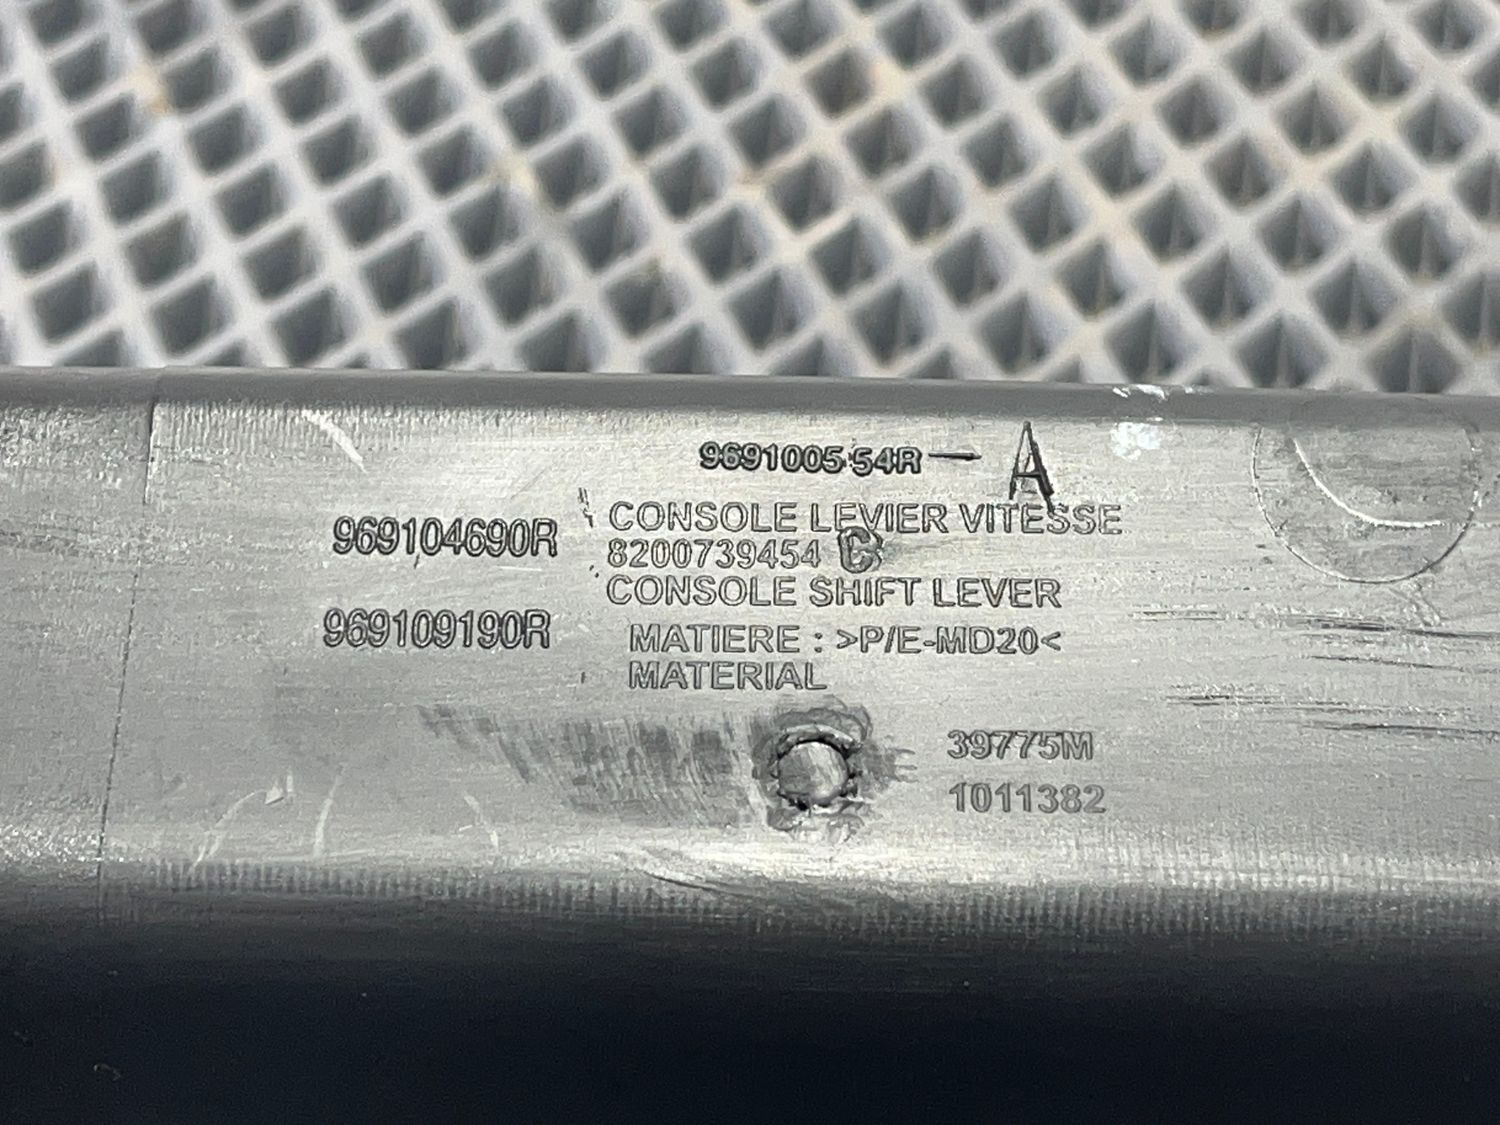 969100554R — A
CONSOLE LEVIER VITESSE
969104690R
8200739454 C
CONSOLE SHIFT LEVER
969109190R
MATIERE : >P/E-MD20<
MATERIAL
39775M
1011382